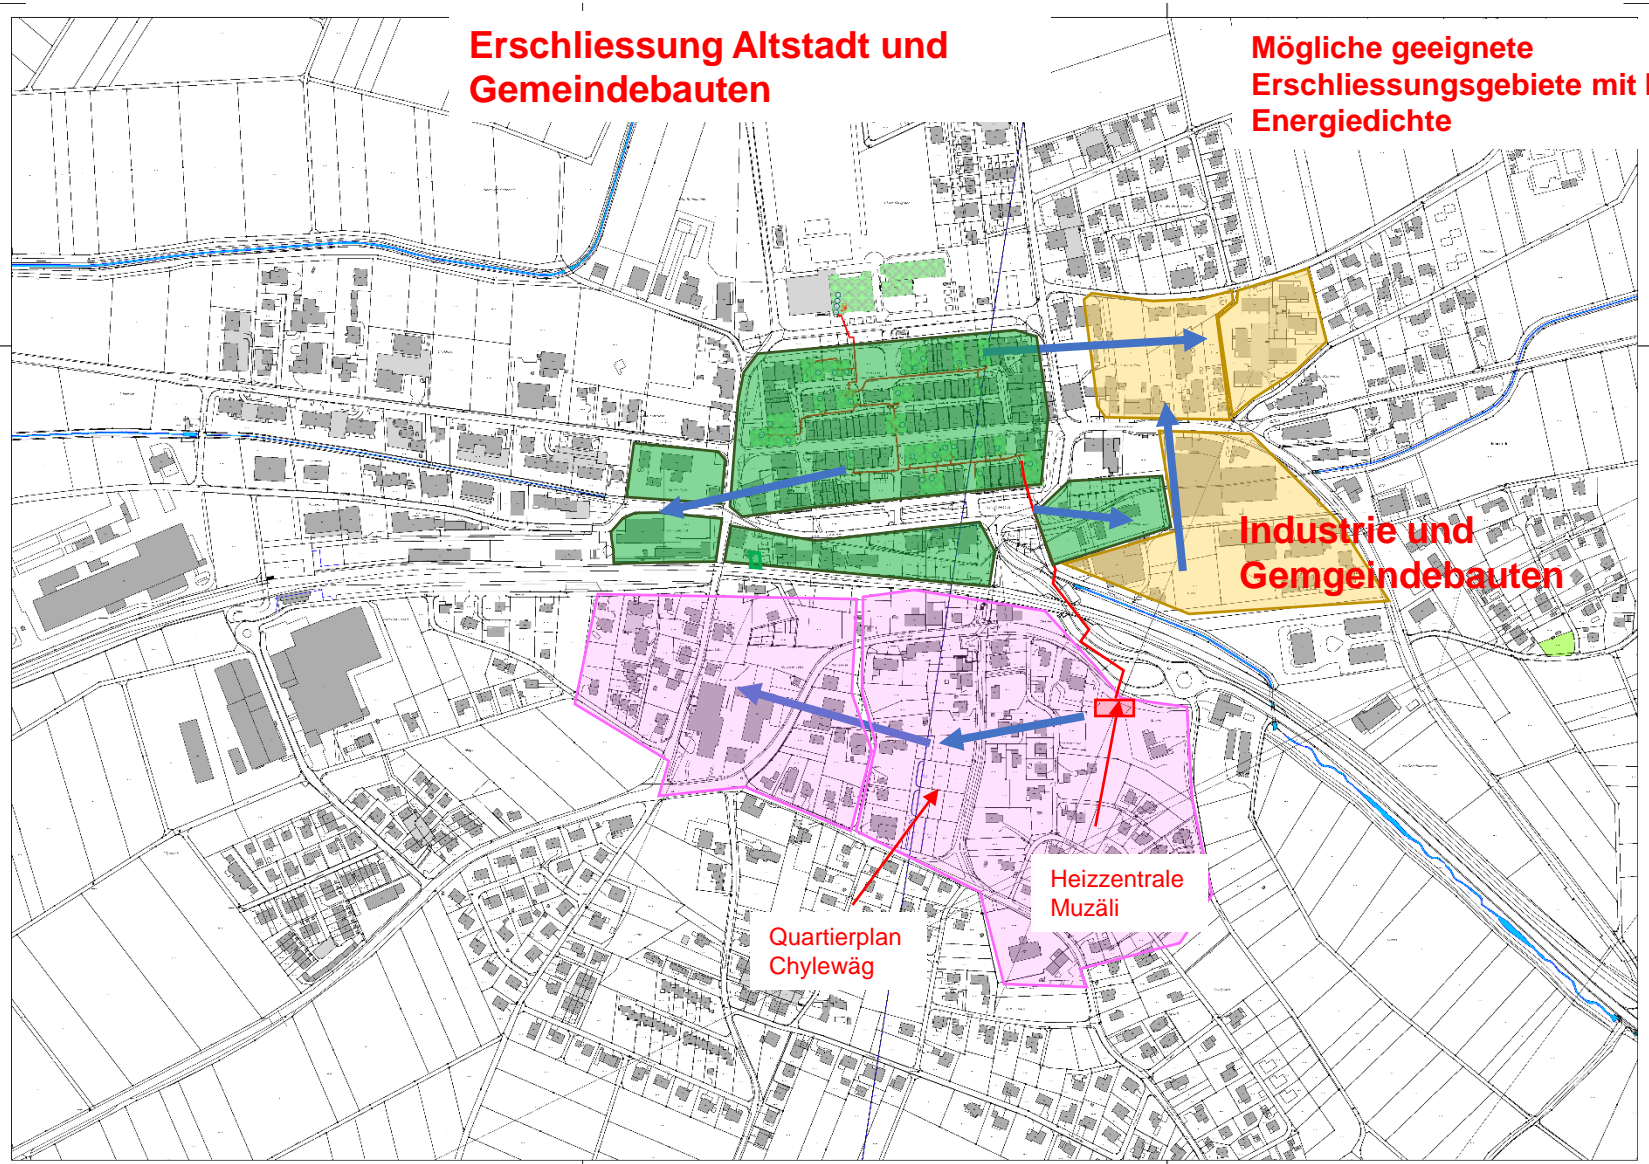 Erschliessung Altstadt und
Gemeindebauten
Mögliche geeignete
Erschliessungsgebiete mit
Energiedichte
Industrie und
Gemgeindebauten
Heizzentrale
Muzäli
Quartierplan
Chylewäg